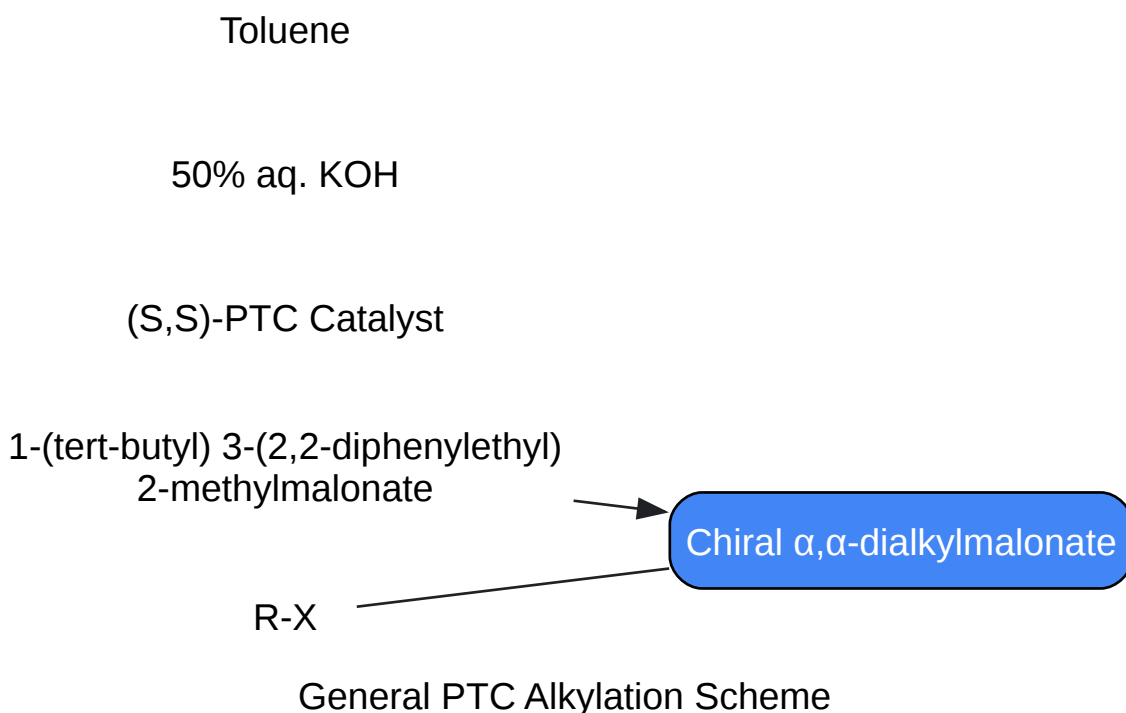 Toluene
50% aq. KOH
(S,S)-PTC Catalyst
1-(tert-butyl) 3-(2,2-diphenylethyl)
2-methylmalonate
Chiral α,α-dialkylmalonate
R-X
General PTC Alkylation Scheme